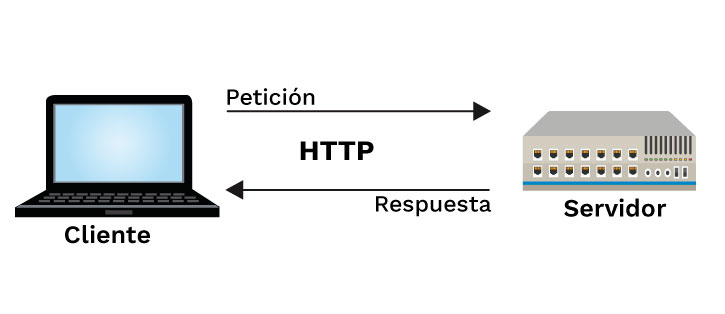 Petición
HTTP
Respuesta
Cliente
Servidor